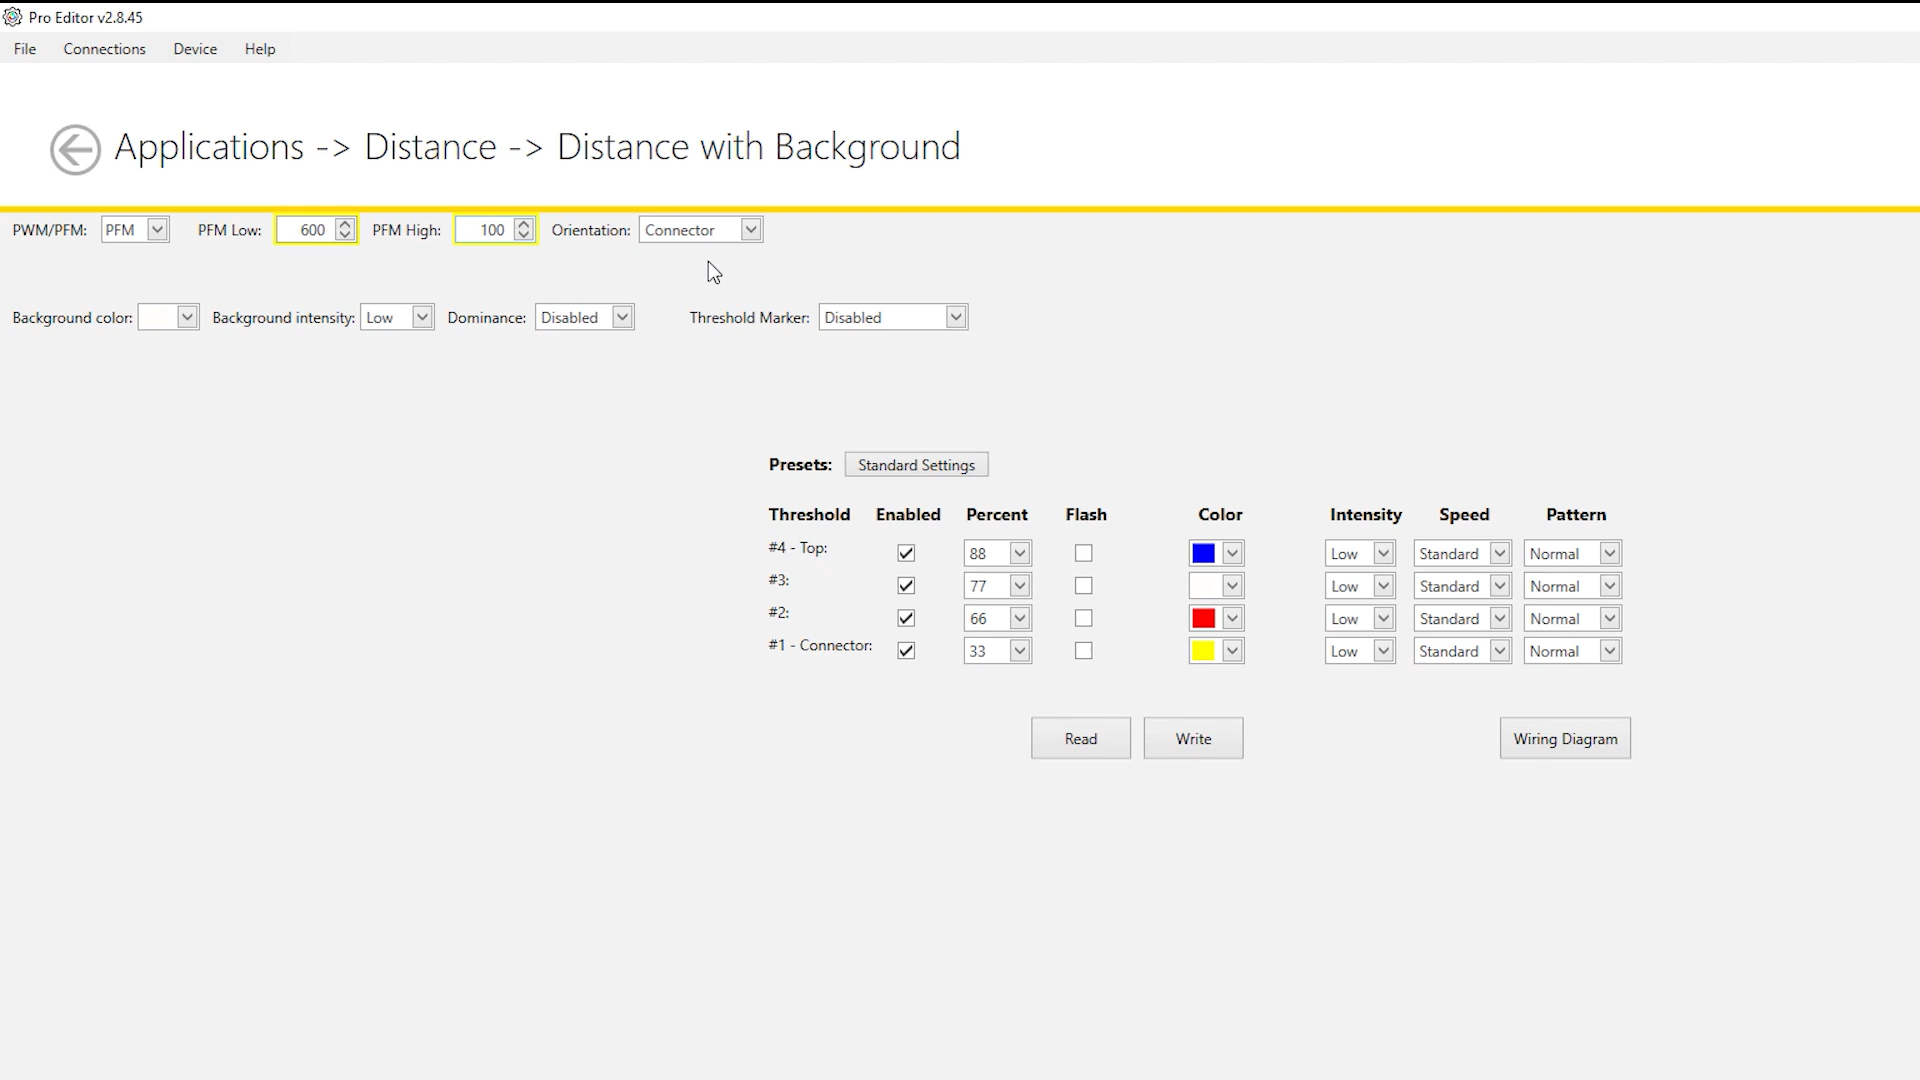 Pro Editor v2.8.45
File Connections Device Help
Applications -> Distance -> Distance with Background
PWM/PFM: PFM PFM Low: 600 PFM High: 100 Orientation: Connector
Background color: Background intensity: Low Dominance: Disabled Threshold Marker: Disabled
Presets: Standard Settings
Threshold Enabled Percent Flash Color Intensity Speed Pattern
#4 - Top: 88 Low Standard Normal
#3: 77 Low Standard Normal
#2: 66 Low Standard Normal
#1 - Connector: 33 Low Standard Normal
Read Write Wiring Diagram